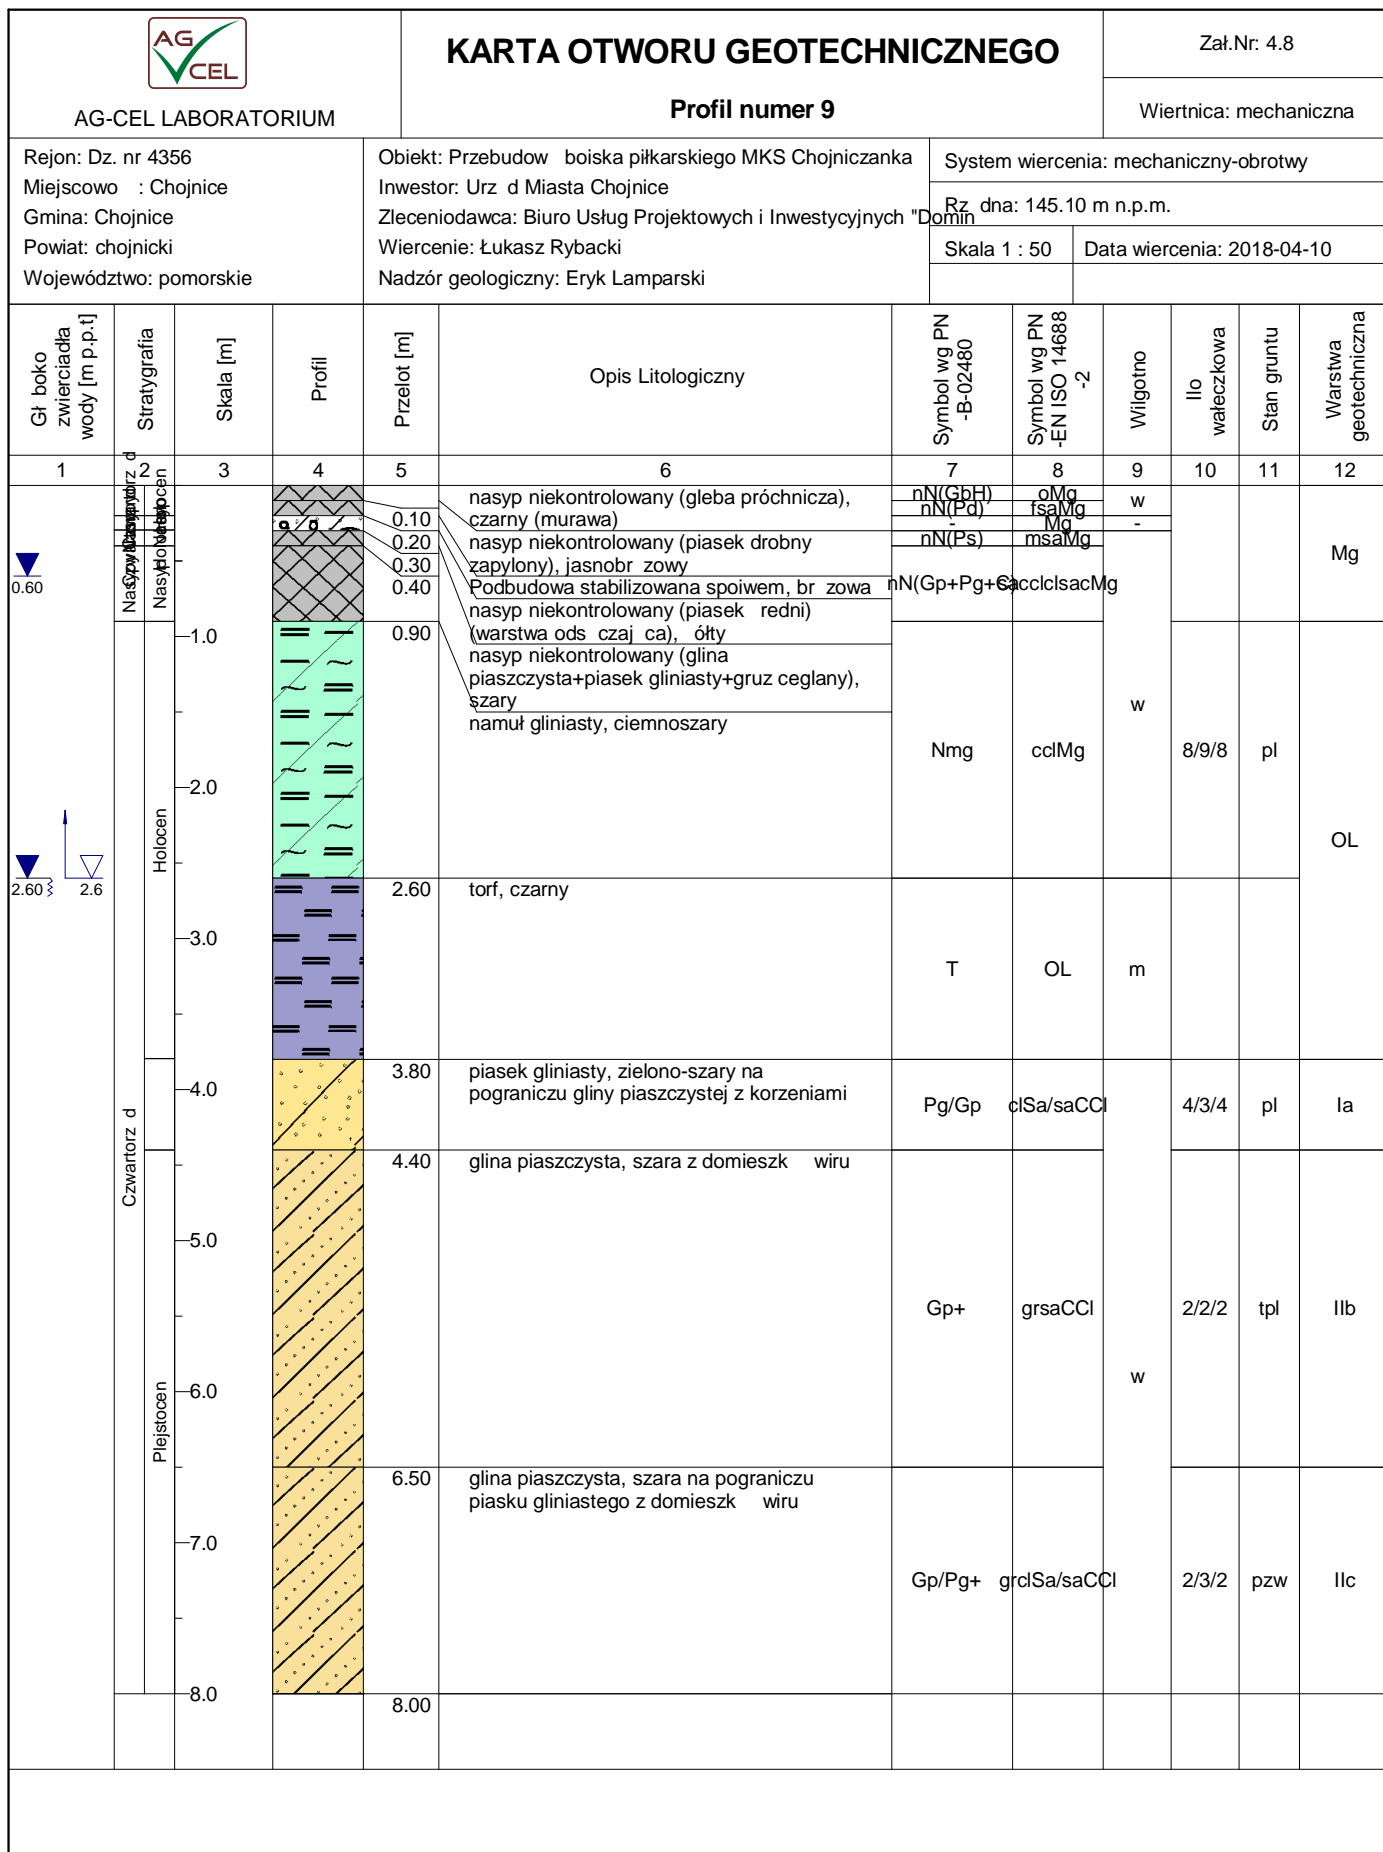 AG
CEL
AG-CEL LABORATORIUM
KARTA OTWORU GEOTECHNICZNEGO
Profil numer 9
Zał.Nr: 4.8
Wiertnica: mechaniczna
Rejon: Dz. nr 4356
Miejscowo : Chojnice
Gmina: Chojnice
Powiat: chojnicki
Województwo: pomorskie
Obiekt: Przebudow boiska piłkarskiego MKS Chojniczanka
Inwestor: Urz d Miasta Chojnice
Zleceniodawca: Biuro Usług Projektowych i Inwestycyjnych "Domin
Wiercenie: Łukasz Rybacki
Nadzór geologiczny: Eryk Lamparski
System wiercenia: mechaniczny-obrotwy
Rz dna: 145.10 m n.p.m.
Skala 1 : 50 Data wiercenia: 2018-04-10
Gł boko
zwierciadła
wody [m p.p.t]
Stratygrafia
Skala [m]
Profil
Przelot [m]
Opis Litologiczny
Symbol wg PN
-B-02480
Symbol wg PN
-EN ISO 14688
-2
Wilgotno
Ilo
wałeczkowa
Stan gruntu
Warstwa
geotechniczna
1 2 3 4 5 6 7 8 9 10 11 12
nasyp niekontrolowany (gleba próchnicza),
czarny (murawa)
nN(GbH) oMg w
0.10
nasyp niekontrolowany (piasek drobny
zapylony), jasnobr zowy
nN(Pd) fsaMg
0.20
Podbudowa stabilizowana spoiwem, br zowa
- Mg -
0.30
nasyp niekontrolowany (piasek redni)
(warstwa ods czaj ca), ółty
nN(Ps) msaMg
0.40
nasyp niekontrolowany (glina
piaszczysta+piasek gliniasty+gruz ceglany),
szary
Mg
0.60
0.90
namuł gliniasty, ciemnoszary
Nmg cclMg w 8/9/8 pl
OL
1.0
2.0
Holocen
2.60 2.6
2.60 torf, czarny
T OL m
3.0
3.80 piasek gliniasty, zielono-szary na
pograniczu gliny piaszczystej z korzeniami
Pg/Gp clSa/saCCl 4/3/4 pl Ia
4.0
Czwartorz d
4.40 glina piaszczysta, szara z domieszk wiru
Gp+ grsaCCl w 2/2/2 tpl IIb
5.0
6.0
Plejstocen
6.50 glina piaszczysta, szara na pograniczu
piasku gliniastego z domieszk wiru
Gp/Pg+ grclSa/saCCl 2/3/2 pzw IIc
7.0
8.0
8.00